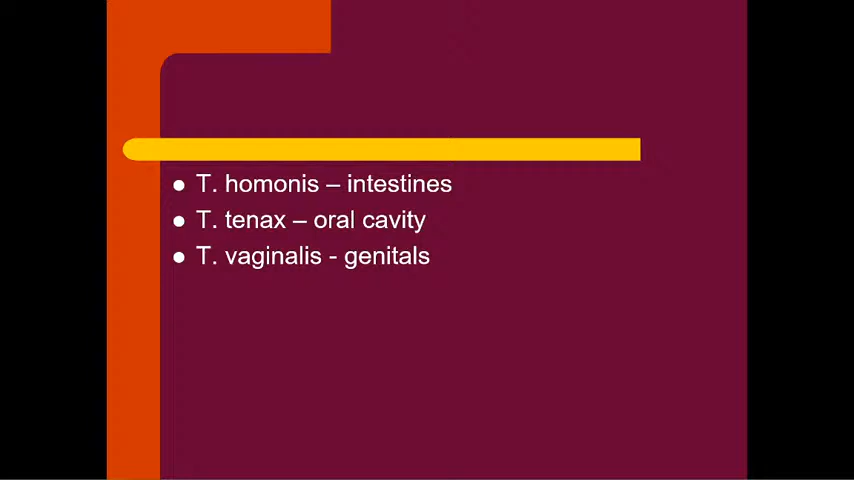 ● T. homonis – intestines
● T. tenax – oral cavity
● T. vaginalis - genitals